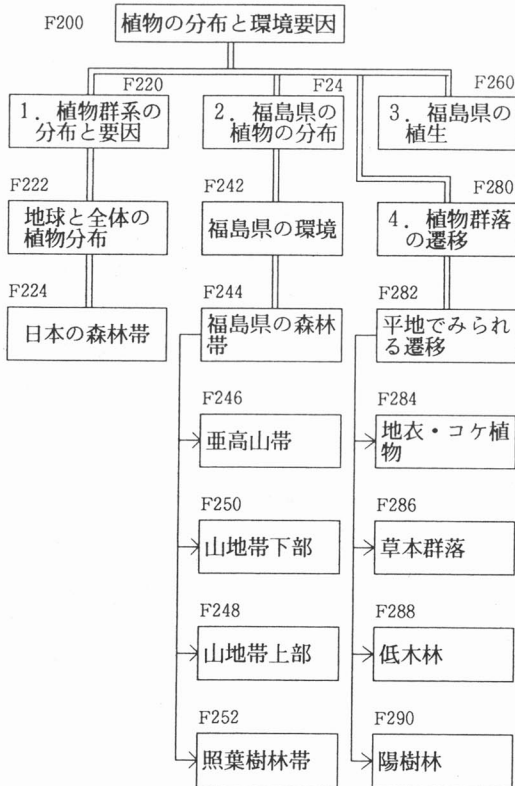 F200
植物の分布と環境要因
F220
1．植物群系の
分布と要因
F24
2．福島県の
植物の分布
F260
3．福島県の
植生
F222
地球と全体の
植物分布
F242
福島県の環境
F280
4．植物群落
の遷移
F224
日本の森林帯
F244
福島県の森林
帯
F282
平地でみられ
る遷移
F246
亜高山帯
F284
地衣・コケ植
物
F250
山地帯下部
F286
草本群落
F248
山地帯上部
F288
低木林
F252
照葉樹林帯
F290
陽樹林